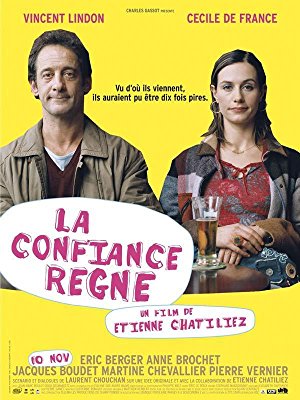 CHARLES GASSOT PRÉSENTE
VINCENT LINDON
CECILE DE FRANCE
Vu d'où ils viennent,
ils auraient pu être dix fois pires.
LA
CONFIANCE
REGNE
UN FILM DE
ETIENNE CHATILIEZ
10 NOV
ERIC BERGER ANNE BROCHET
JACQUES BOUDET MARTINE CHEVALLIER PIERRE VERNIER
SCENARIO ET DIALOGUES DE LAURENT CHOUCHAN SUR UNE IDÉE ORIGINALE ET AVEC LA COLLABORATION DE ETIENNE CHATILIEZ